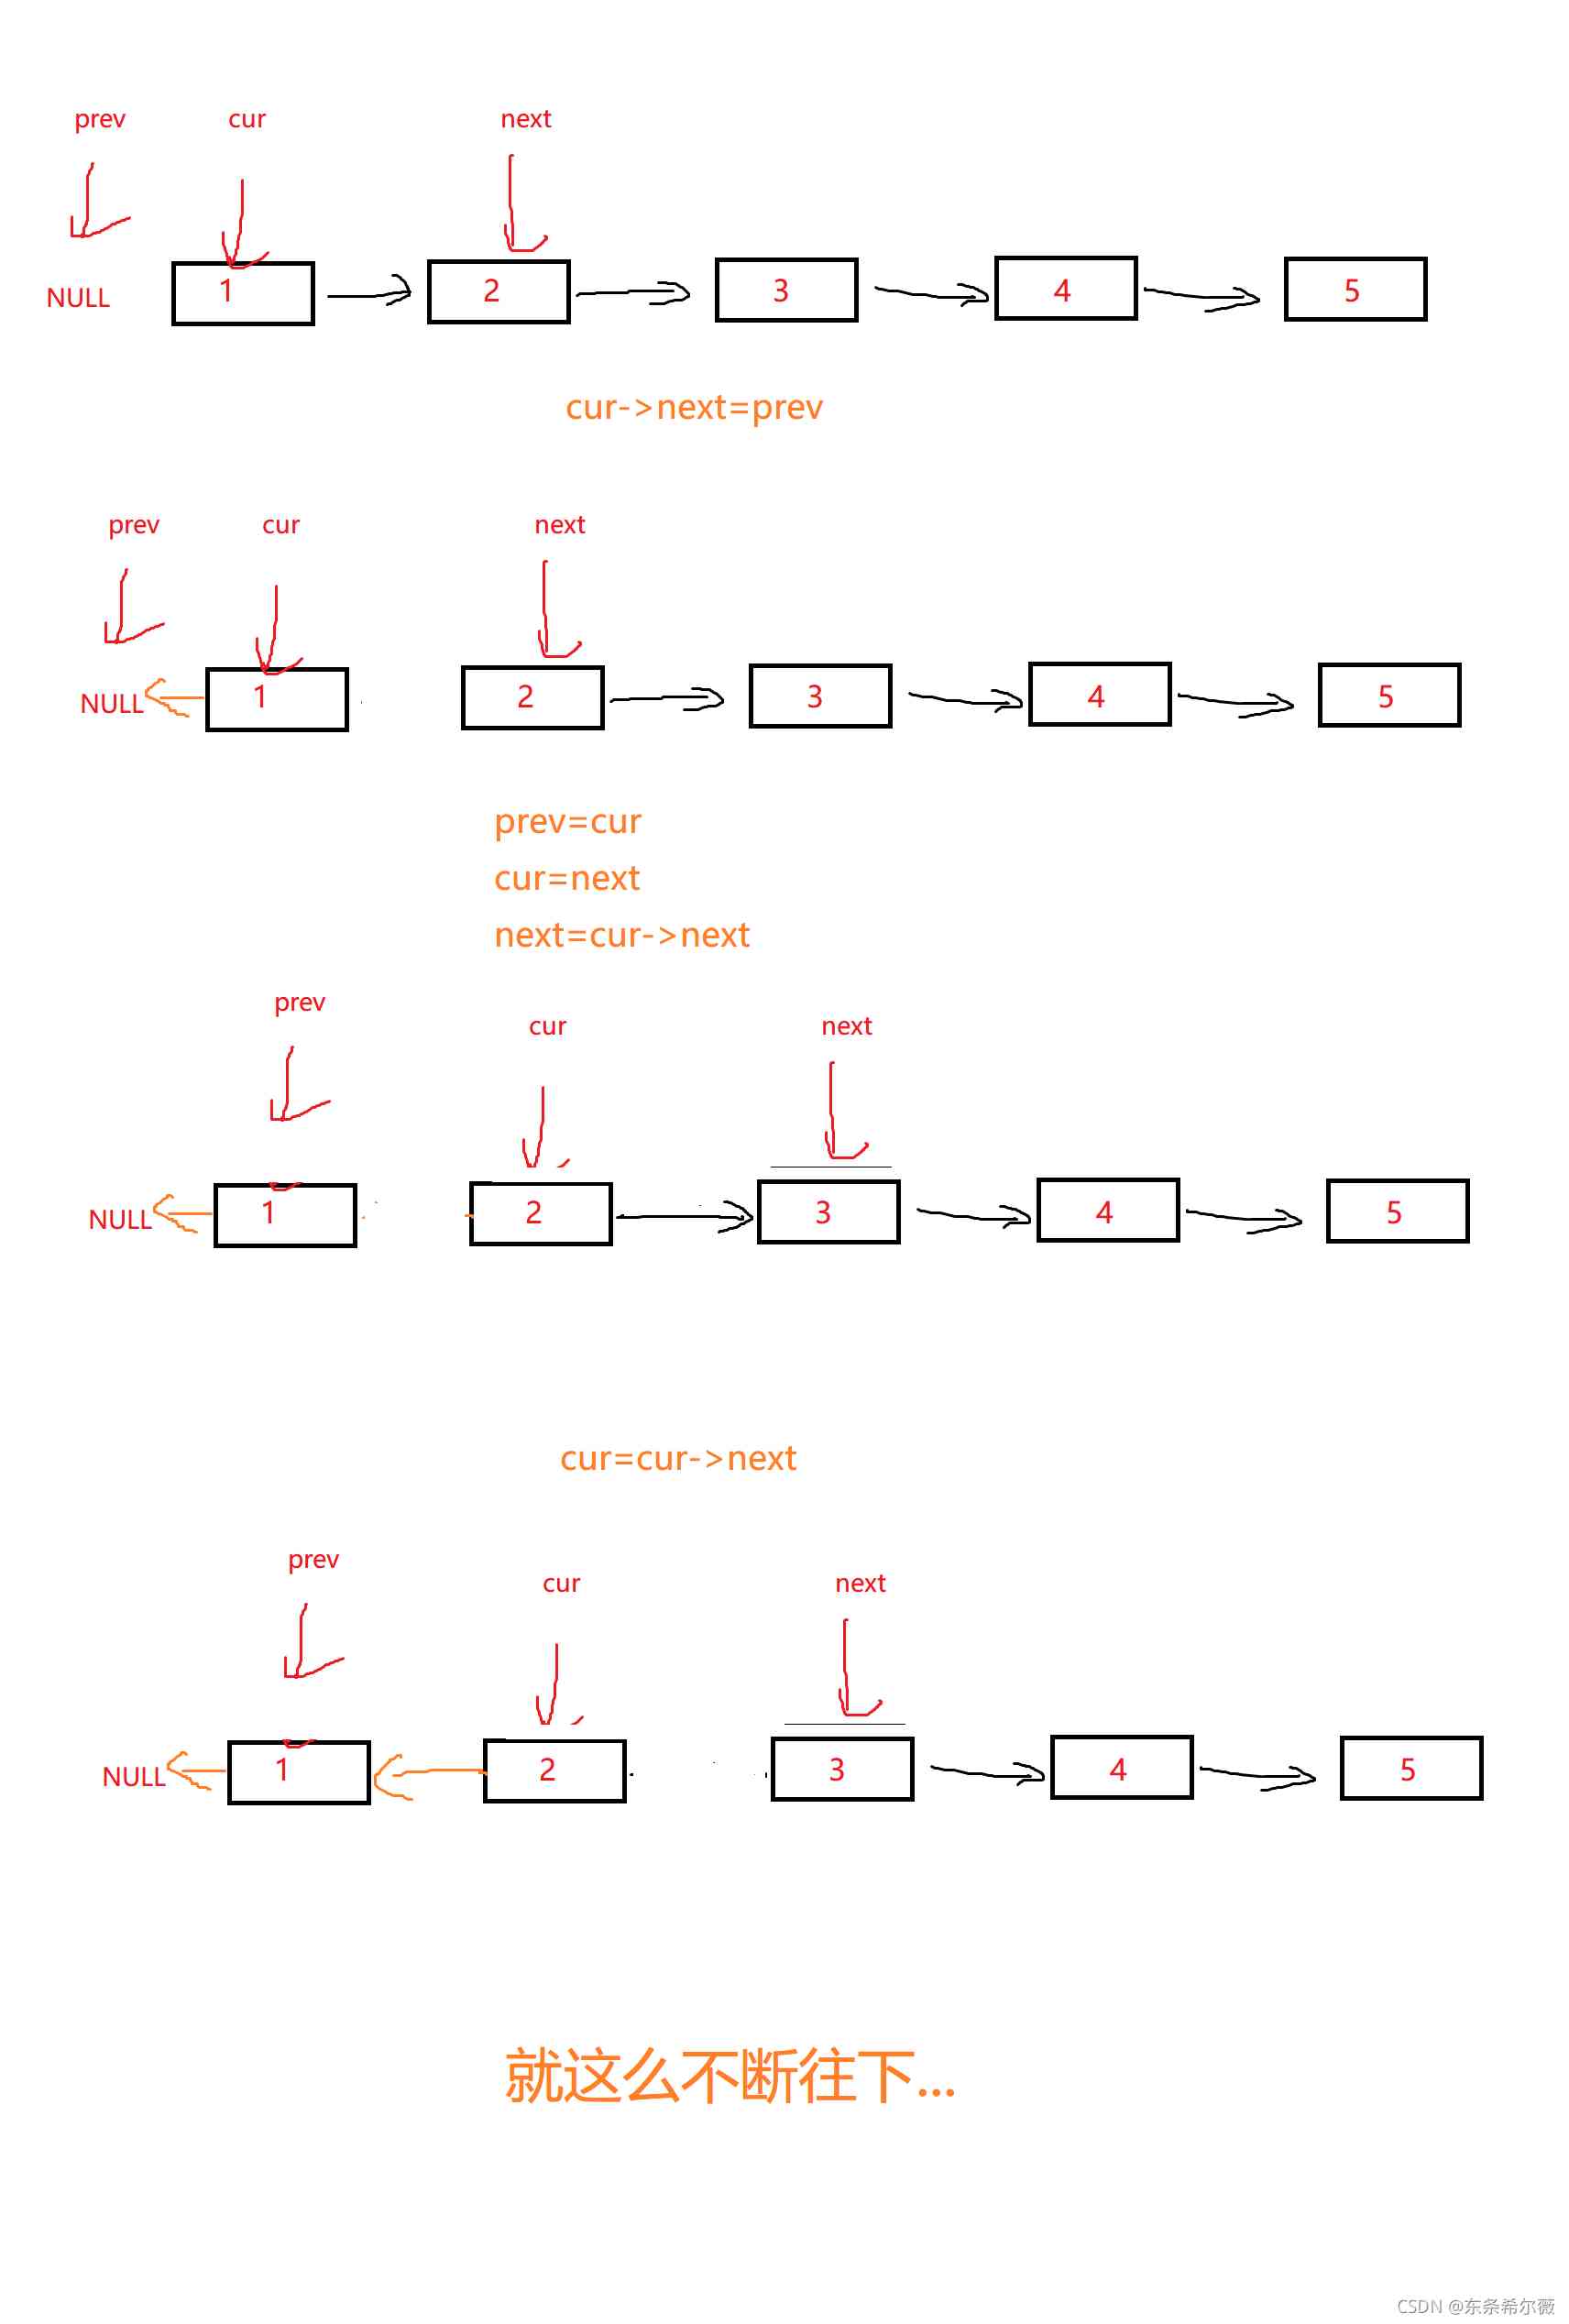 prev cur next
NULL 1 2 3 4 5
cur->next=prev
prev cur next
NULL 1 2 3 4 5
prev=cur
cur=next
next=cur->next
prev cur next
NULL 1 2 3 4 5
cur=cur->next
prev cur next
NULL 1 2 3 4 5
就这么不断往下...
CSDN @东条希尔薇